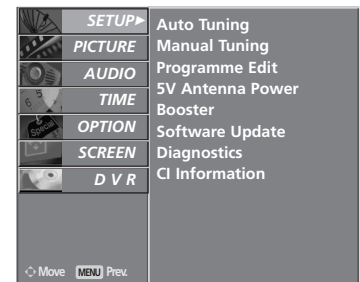 SETUP
PICTURE
AUDIO
TIME
OPTION
SCREEN
D V R
Auto Tuning
Manual Tuning
Programme Edit
5V Antenna Power
Booster
Software Update
Diagnostics
CI Information
Special
Move MENU Prev.